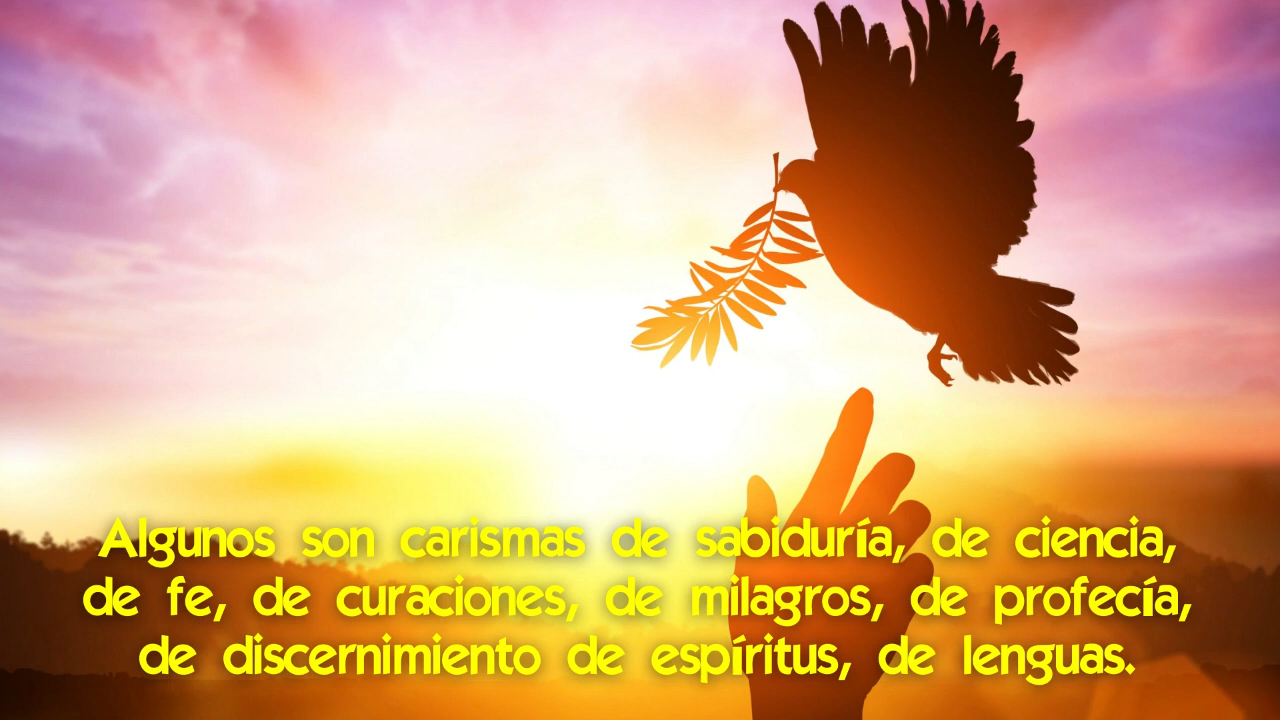 Algunos son carismas de sabiduría, de ciencia,
de fe, de curaciones, de milagros, de profecía,
de discernimiento de espíritus, de lenguas.